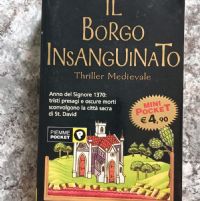 IL
BORGO
INSANGUINATO
Thriller Medievale
Anno del Signore 1370:
tristi presagi e oscure morti
sconvolgono la città sacra
di St. David
MINI
POCKET
€ 4,90
PIEMME
POCKET